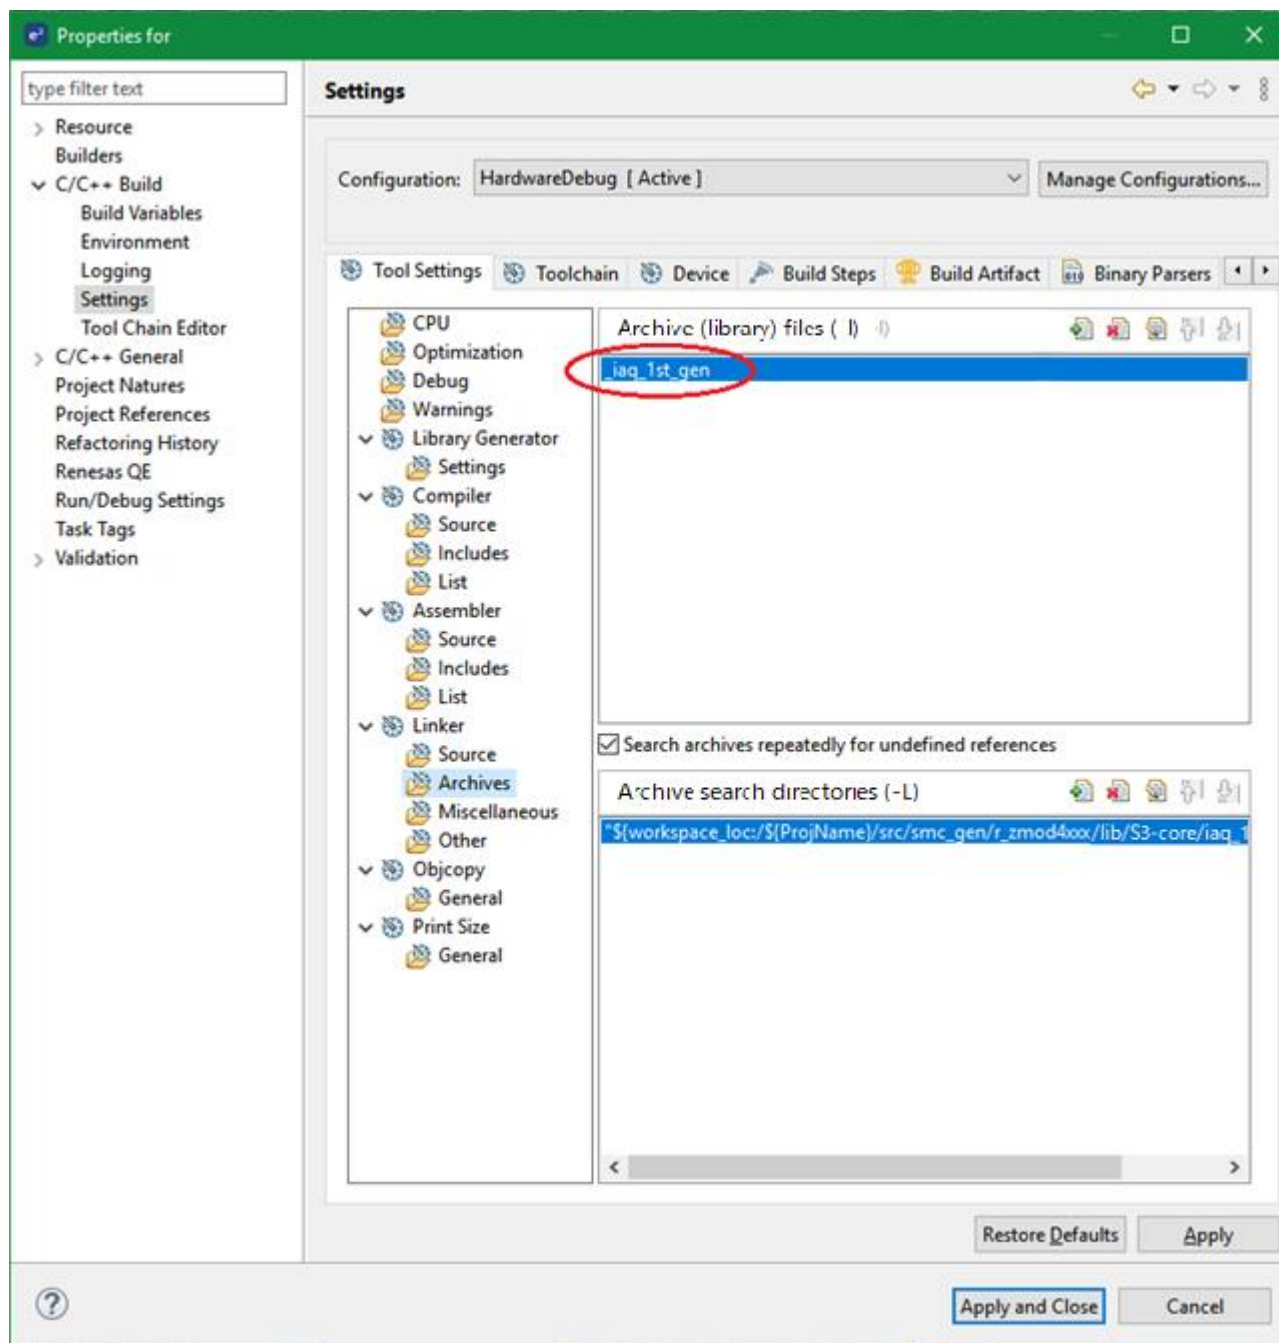 Properties for
type filter text
Resource
Builders
C/C++ Build
Build Variables
Environment
Logging
Settings
Tool Chain Editor
C/C++ General
Project Natures
Project References
Refactoring History
Renesas QE
Run/Debug Settings
Task Tags
Validation
Settings
Configuration: HardwareDebug [ Active ] Manage Configurations...
Tool Settings Toolchain Device Build Steps Build Artifact Binary Parsers
CPU
Optimization
Debug
Warnings
Library Generator
Settings
Compiler
Source
Includes
List
Assembler
Source
Includes
List
Linker
Source
Archives
Miscellaneous
Other
Objcopy
General
Print Size
General
Archive (library) files (-l)
_iaq_1st_gen
Search archives repeatedly for undefined references
Archive search directories (-L)
"${workspace_loc:/${ProjName}/src/smc_gen/r_zmod4xxx/lib/S3-core/iaq_1
Restore Defaults Apply
Apply and Close Cancel